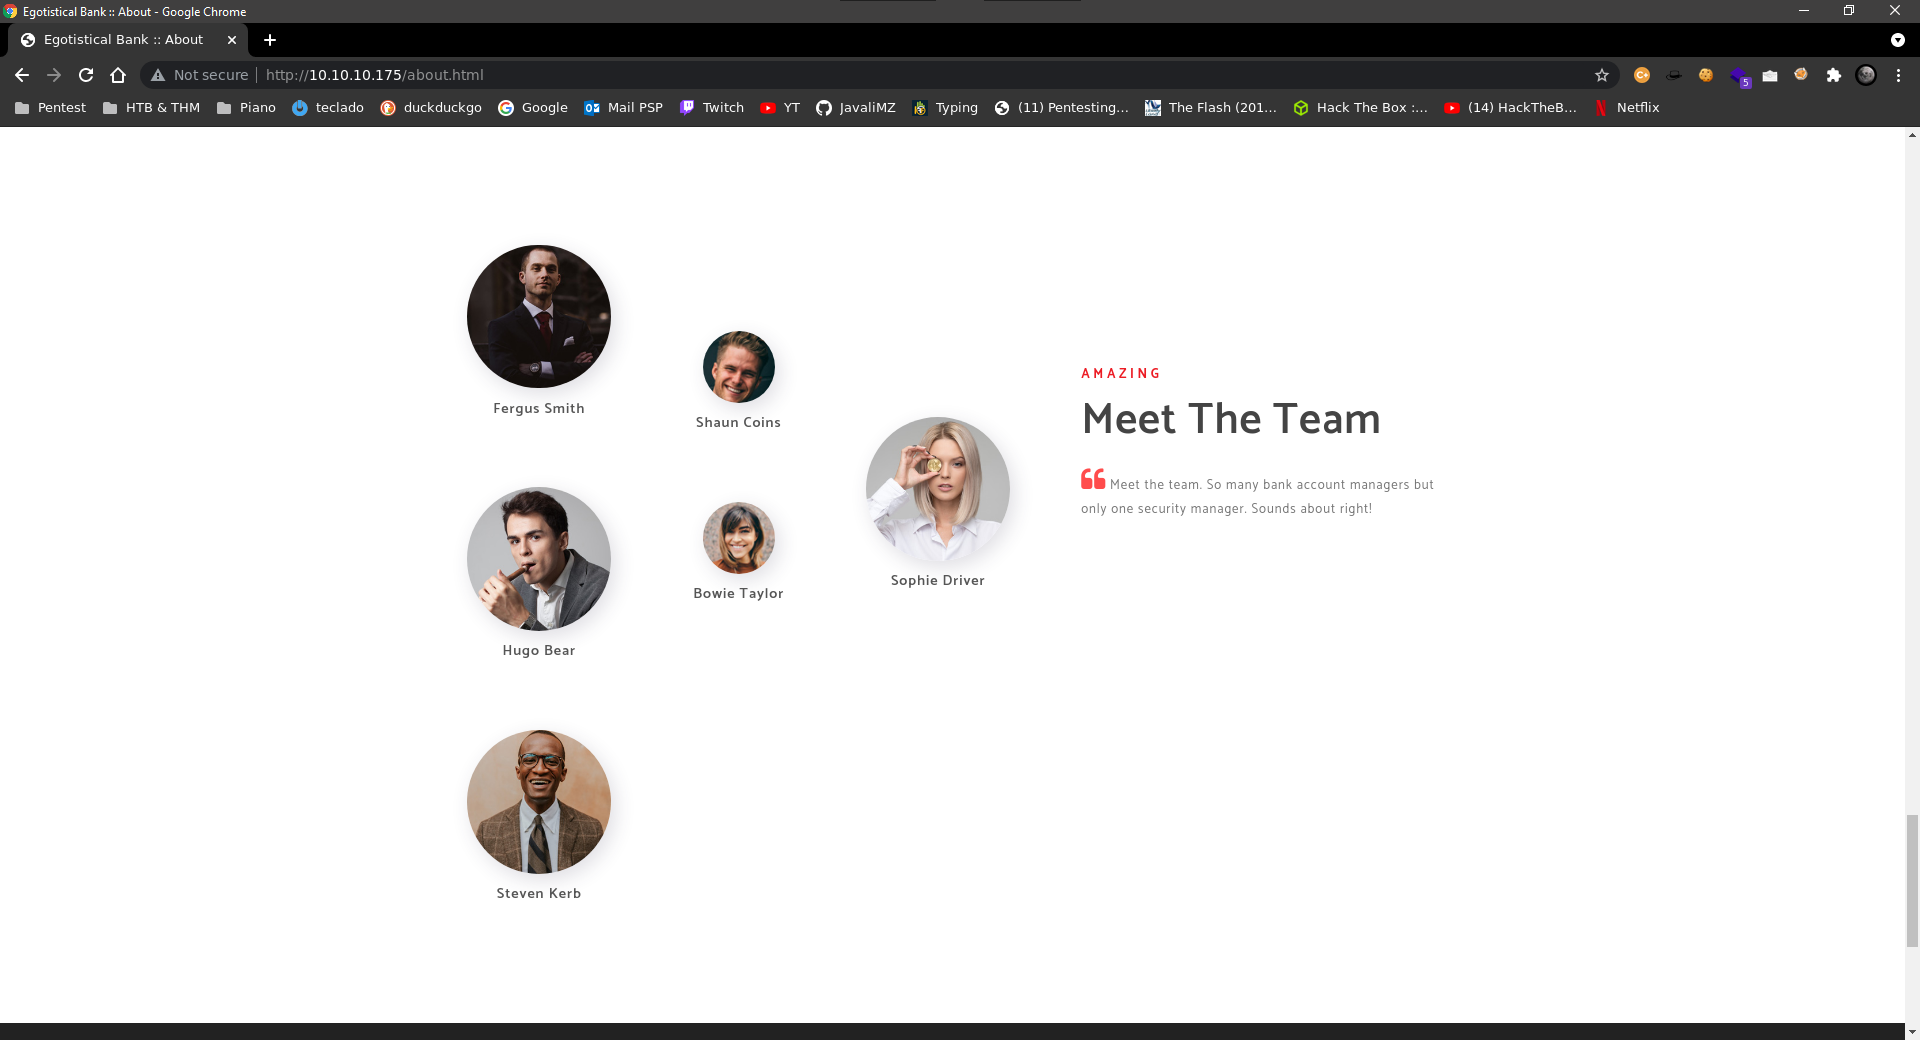 Egotistical Bank :: About - Google Chrome
Egotistical Bank :: About
Not secure | http://10.10.10.175/about.html
5
Pentest HTB & THM Piano teclado duckduckgo Google Mail PSP Twitch YT JavaliMZ Typing (11) Pentesting... The Flash (201... Hack The Box :... (14) HackTheB... Netflix
Fergus Smith
Shaun Coins
Hugo Bear
Bowie Taylor
Sophie Driver
Steven Kerb
AMAZING
Meet The Team
Meet the team. So many bank account managers but
only one security manager. Sounds about right!